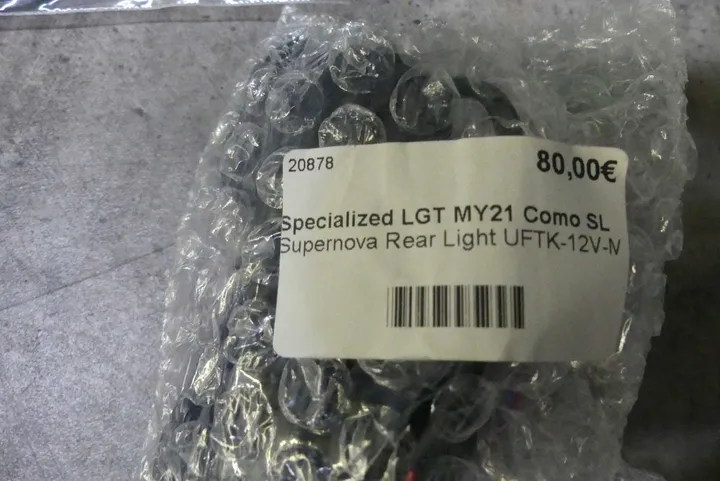 20878
80,00€
Specialized LGT MY21 Como SL
Supernova Rear Light UFTK-12V-